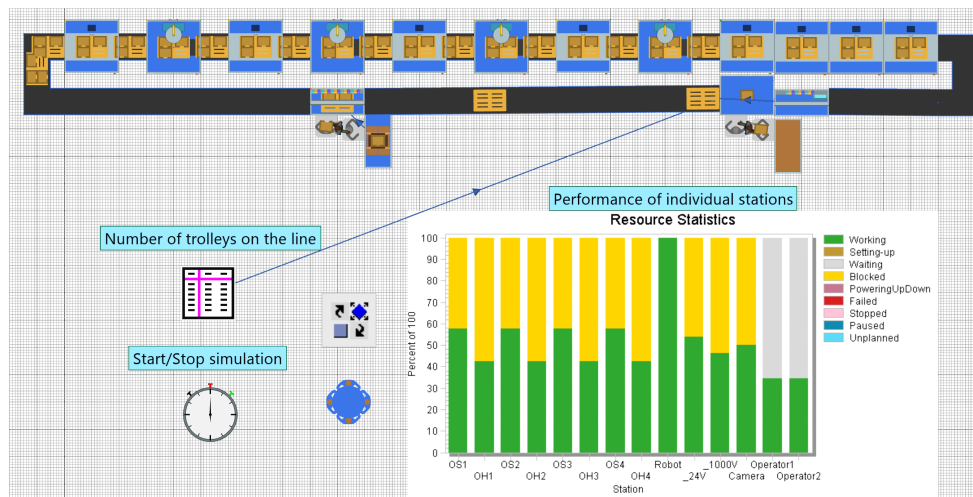 Performance of individual stations
Number of trolleys on the line
Start/Stop simulation
Resource Statistics
Percent of 100
100
90
80
70
60
50
40
30
20
10
0
OS1 OH1 OS2 OH2 OS3 OH3 OS4 OH4 Robot _24V _1000V Camera Operator1 Operator2
Station
Working
Setting-up
Waiting
Blocked
PoweringUpDown
Failed
Stopped
Paused
Unplanned